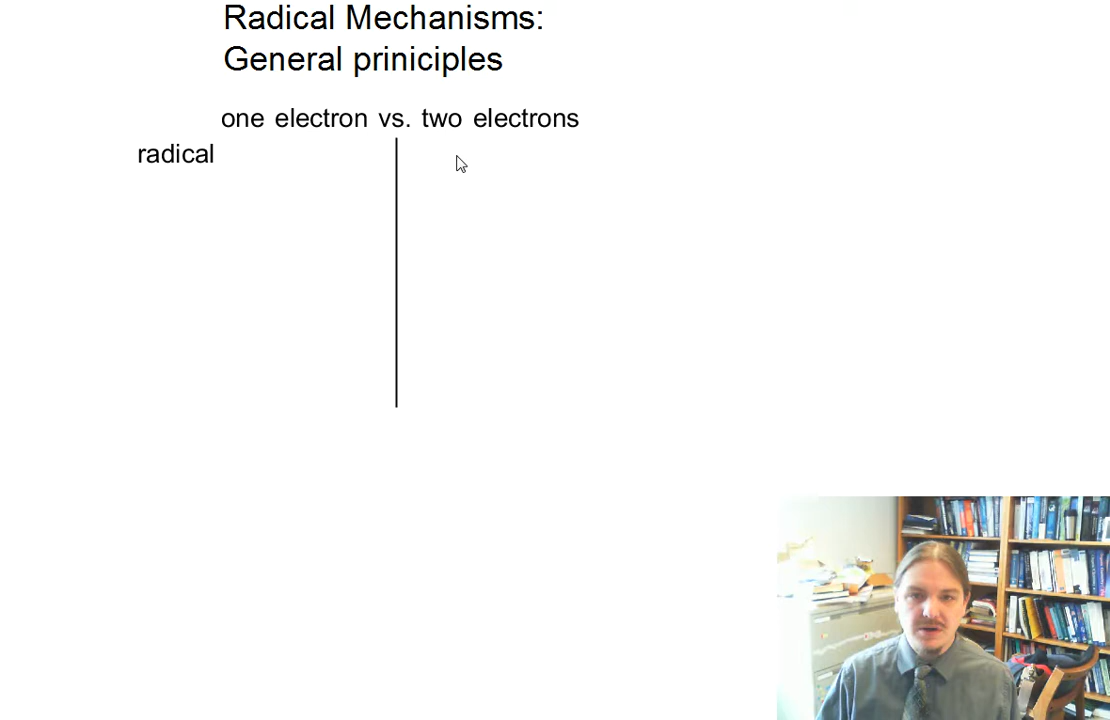 Radical Mechanisms:
General priniciples
one electron vs. two electrons
radical